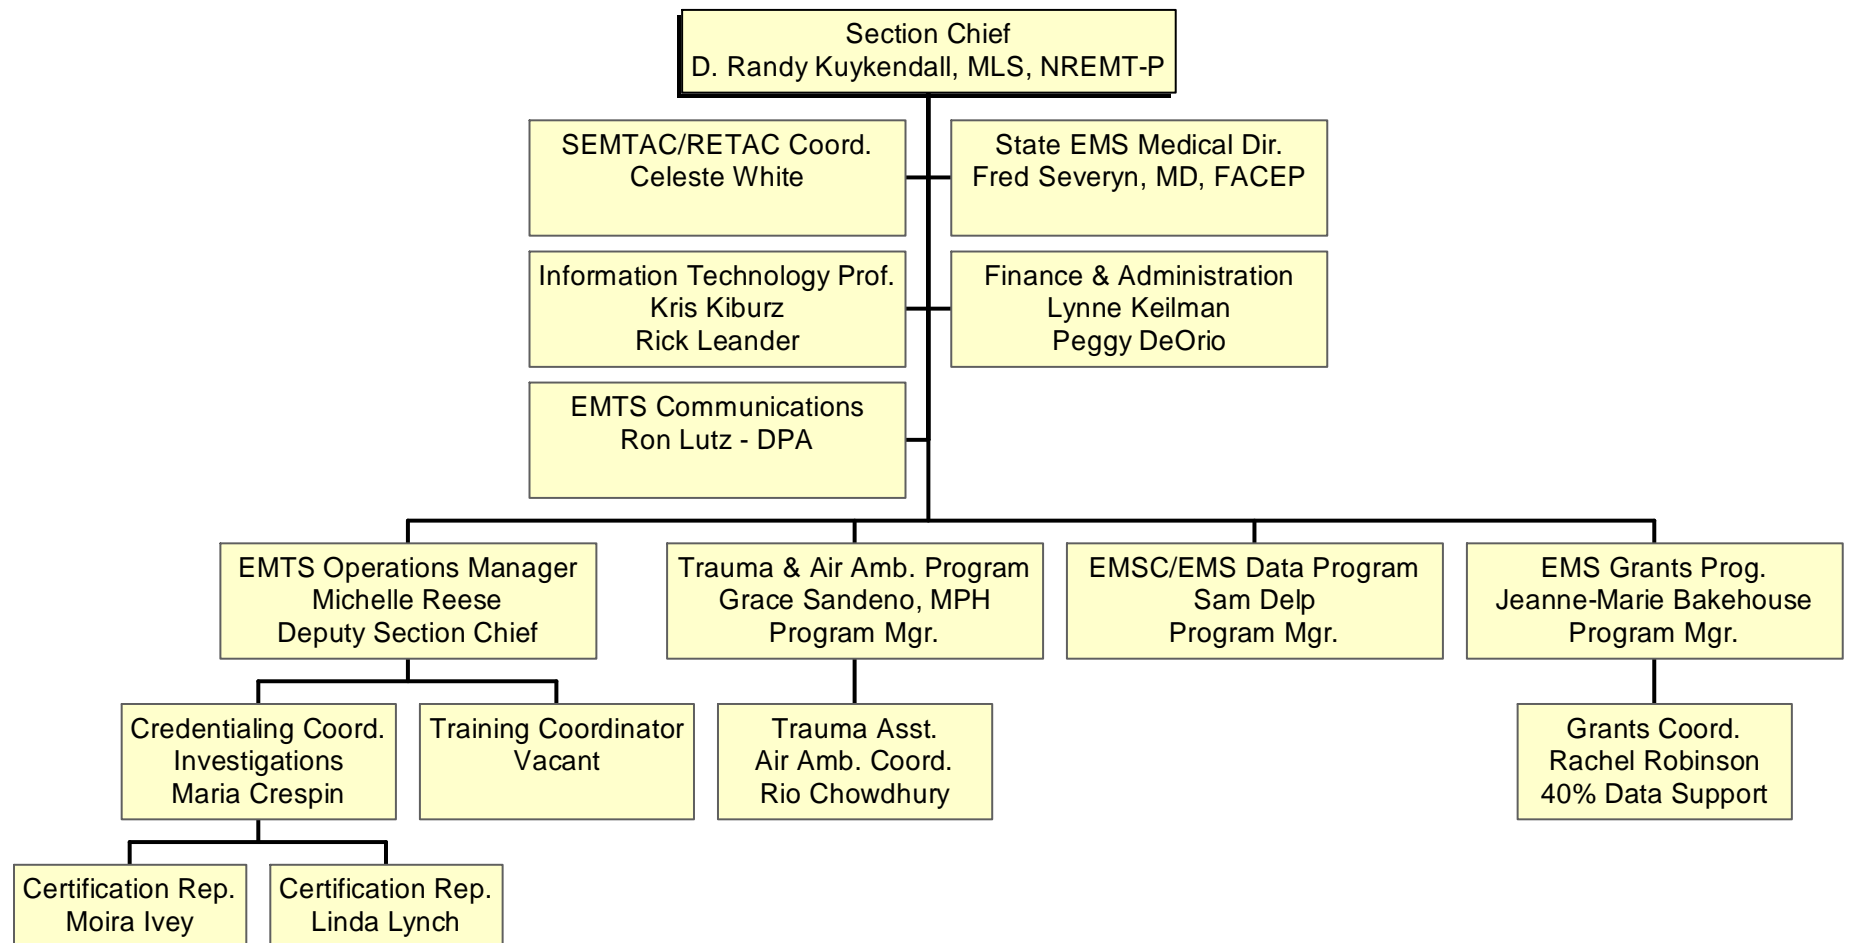 Section Chief
D. Randy Kuykendall, MLS, NREMT-P
SEMTAC/RETAC Coord.
Celeste White
State EMS Medical Dir.
Fred Severyn, MD, FACEP
Information Technology Prof.
Kris Kiburz
Rick Leander
Finance & Administration
Lynne Keilman
Peggy DeOrio
EMTS Communications
Ron Lutz - DPA
EMTS Operations Manager
Michelle Reese
Deputy Section Chief
Trauma & Air Amb. Program
Grace Sandeno, MPH
Program Mgr.
EMSC/EMS Data Program
Sam Delp
Program Mgr.
EMS Grants Prog.
Jeanne-Marie Bakehouse
Program Mgr.
Credentialing Coord.
Investigations
Maria Crespin
Training Coordinator
Vacant
Trauma Asst.
Air Amb. Coord.
Rio Chowdhury
Grants Coord.
Rachel Robinson
40% Data Support
Certification Rep.
Moira Ivey
Certification Rep.
Linda Lynch